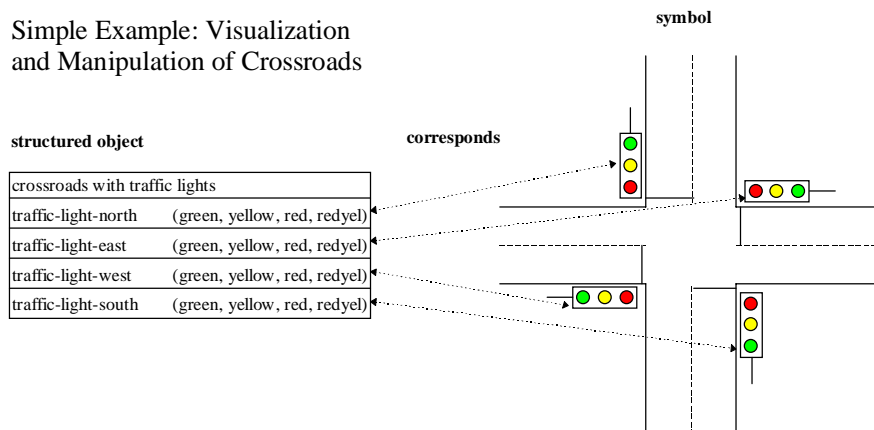 Simple Example: Visualization
and Manipulation of Crossroads
symbol
structured object
corresponds
crossroads with traffic lights
traffic-light-north (green, yellow, red, redyel)
traffic-light-east (green, yellow, red, redyel)
traffic-light-west (green, yellow, red, redyel)
traffic-light-south (green, yellow, red, redyel)